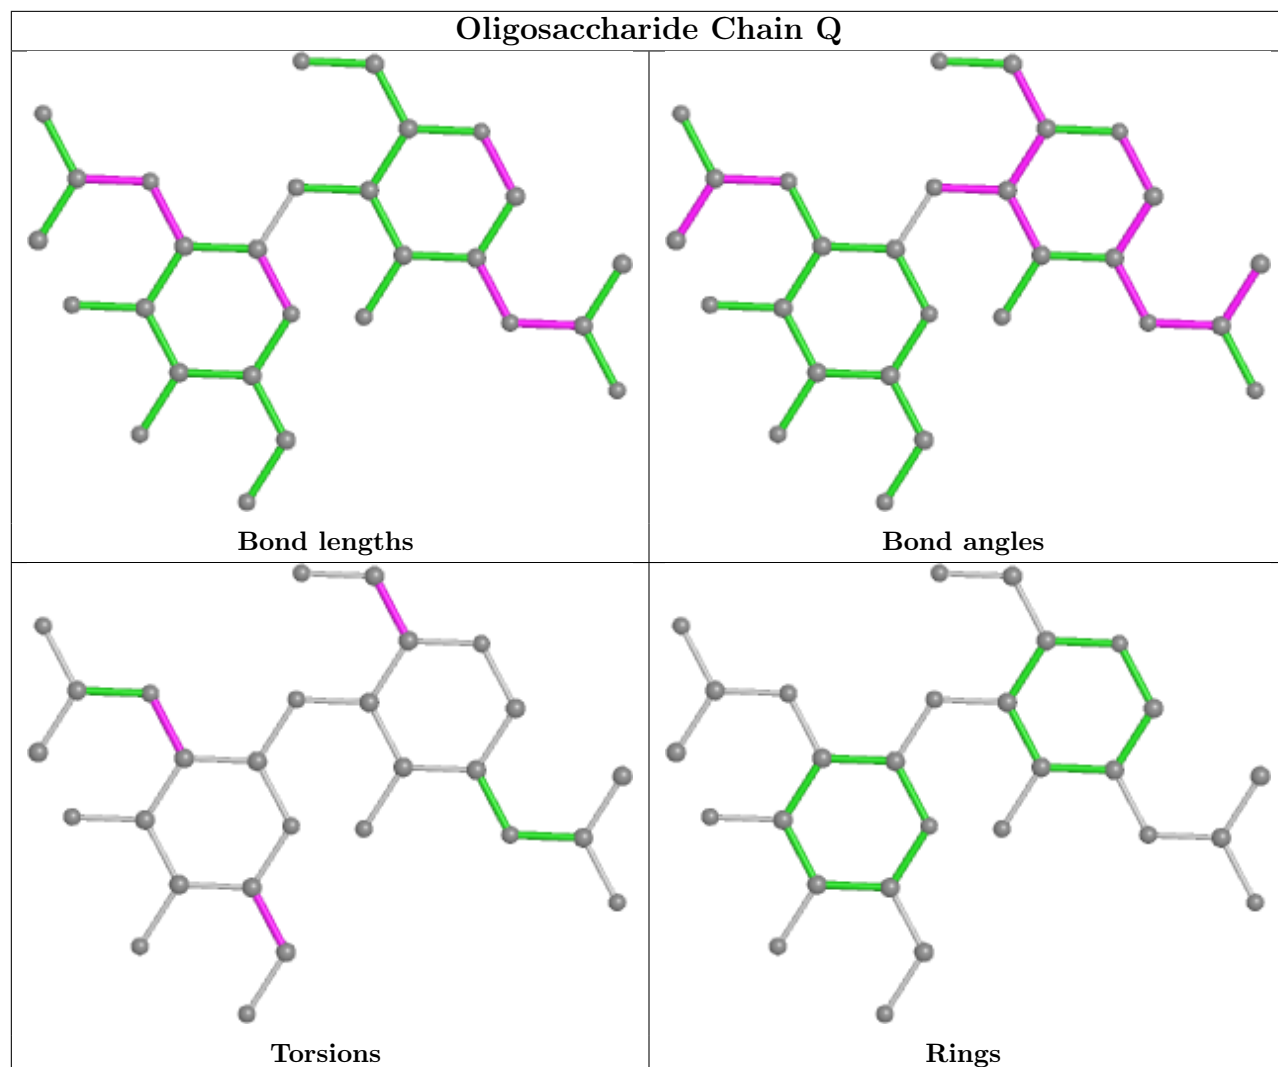 Oligosaccharide Chain Q
Bond lengths
Bond angles
Torsions
Rings